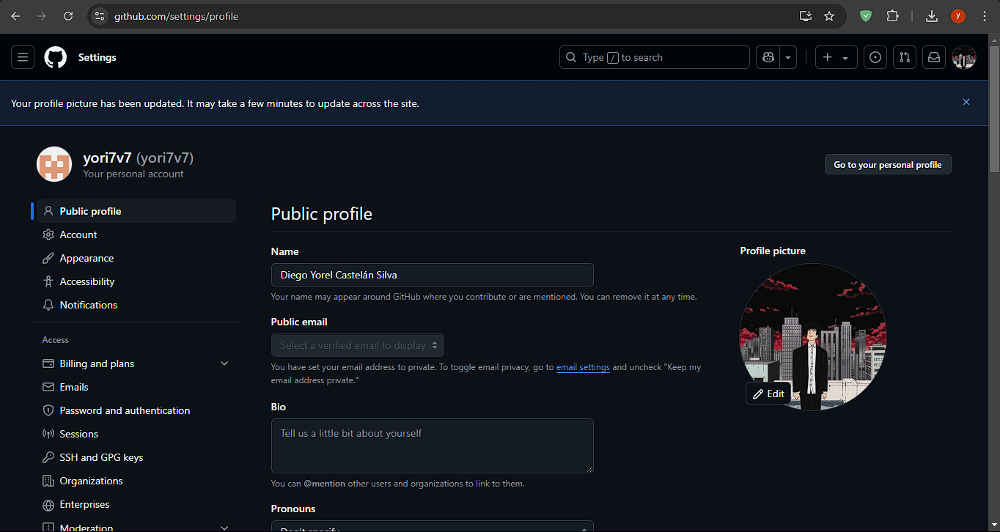 github.com/settings/profile
y
Settings
Type / to search
Your profile picture has been updated. It may take a few minutes to update across the site.
yori7v7 (yori7v7)
Your personal account
Go to your personal profile
Public profile
Account
Appearance
Accessibility
Notifications
Access
Billing and plans
Emails
Password and authentication
Sessions
SSH and GPG keys
Organizations
Enterprises
Moderation
Public profile
Name
Diego Yorel Castelán Silva
Your name may appear around GitHub where you contribute or are mentioned. You can remove it at any time.
Public email
Select a verified email to display
You have set your email address to private. To toggle email privacy, go to email settings and uncheck "Keep my
email address private."
Bio
Tell us a little bit about yourself
You can @mention other users and organizations to link to them.
Pronouns
Don't specify
Profile picture
Edit